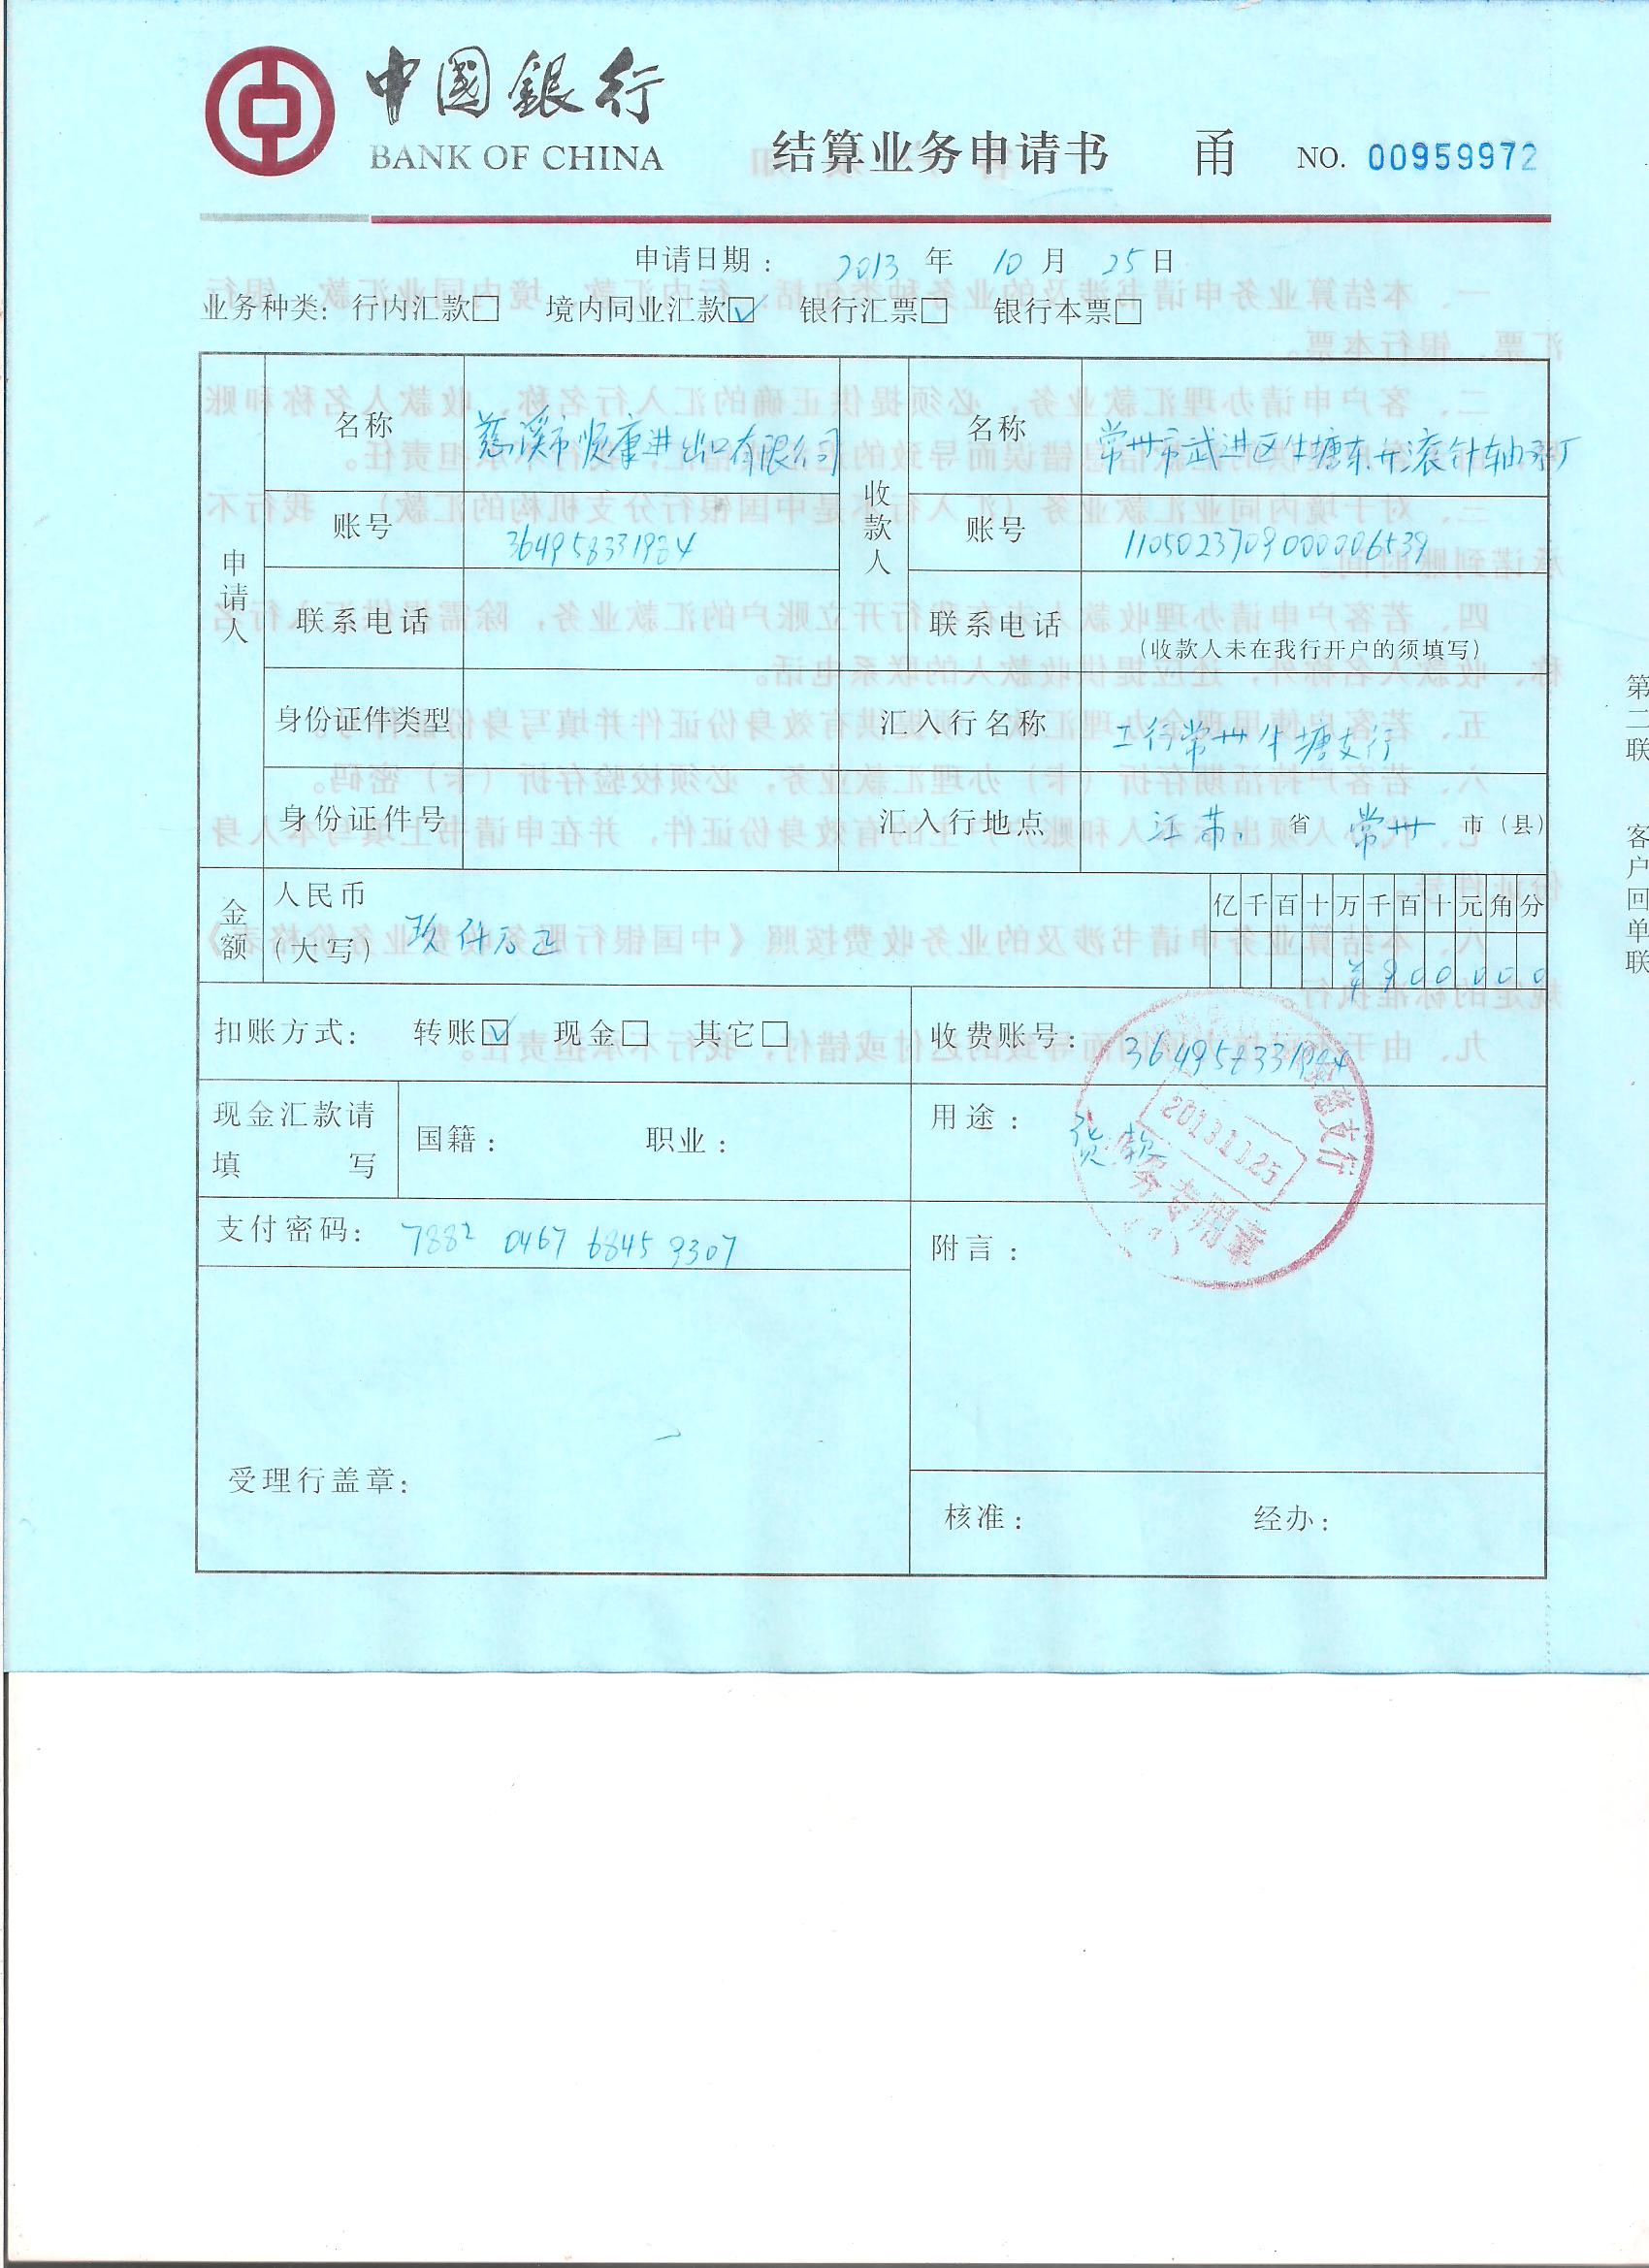 中國銀行
BANK OF CHINA
结算业务申请书 甬 NO. 00959972
申请日期： 2013 年 10 月 25 日
业务种类：行内汇款□ 境内同业汇款☑ 银行汇票□ 银行本票□
申请人
名称 慈溪市顺康进出口有限公司
收款人
名称 常州市武进区牛塘东升滚针轴承厂
账号 364958331984
账号 1105023709000006539
联系电话
联系电话 （收款人未在我行开户的须填写）
身份证件类型
汇入行名称 工行常州牛塘支行
身份证件号
汇入行地点 江苏 省 常州 市（县）
金额
人民币
（大写） 玖仟元正
亿 千 百 十 万 千 百 十 元 角 分
¥ 9 0 0 0 0 0
扣账方式： 转账☑ 现金□ 其它□
收费账号： 364958331984
现金汇款请
填 写
国籍： 职业：
用途： 货款
支付密码： 7882 0467 6845 9307
附言：
受理行盖章：
核准： 经办：
支行
业务专用章
第二联 客户回单联